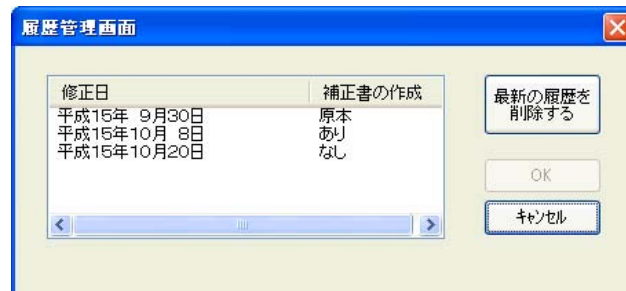 履歴管理画面
修正日 補正書の作成
平成15年 9月30日 原本
平成15年10月 8日 あり
平成15年10月20日 なし
最新の履歴を
削除する
OK
キャンセル